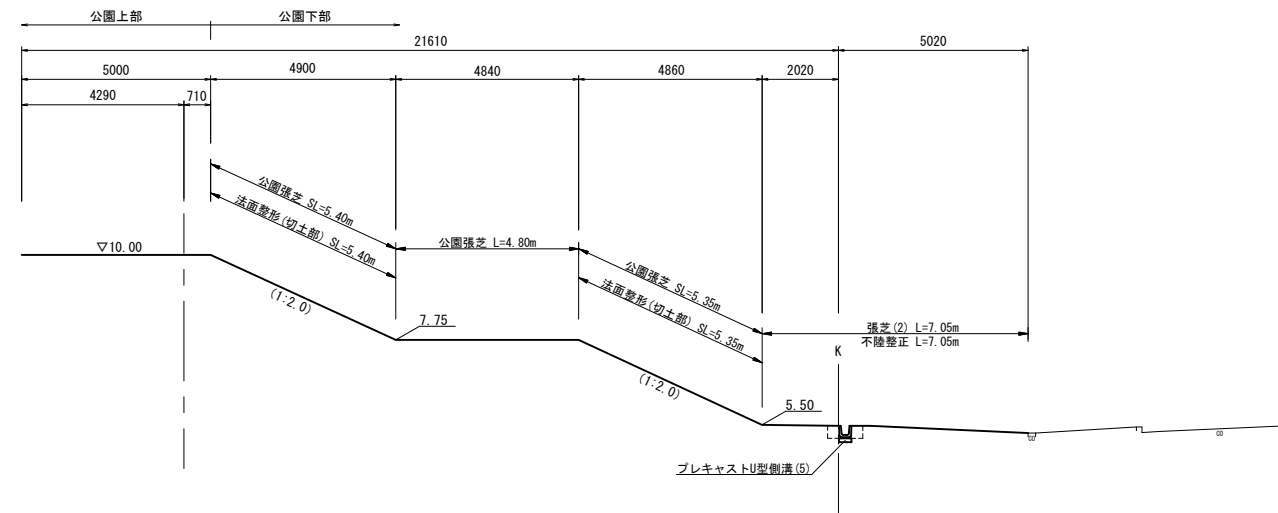 公園上部
公園下部
21610
5020
5000
4900
4840
4860
2020
4290
710
公園張芝 SL=5.40m
法面整形(切土部) SL=5.40m
▽10.00
公園張芝 L=4.80m
公園張芝 SL=5.35m
法面整形(切土部) SL=5.35m
(1:2.0)
7.75
張芝(2) L=7.05m
不陸整正 L=7.05m
K
(1:2.0)
5.50
プレキャストU型側溝(5)